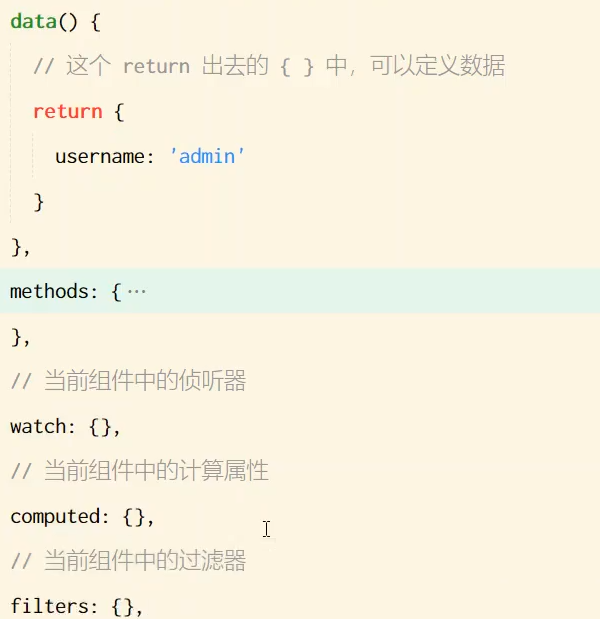 data() {
// 这个 return 出去的 { } 中，可以定义数据
return {
username: 'admin'
}
},
methods: {···
},
// 当前组件中的侦听器
watch: {},
// 当前组件中的计算属性
computed: {},
// 当前组件中的过滤器
filters: {},